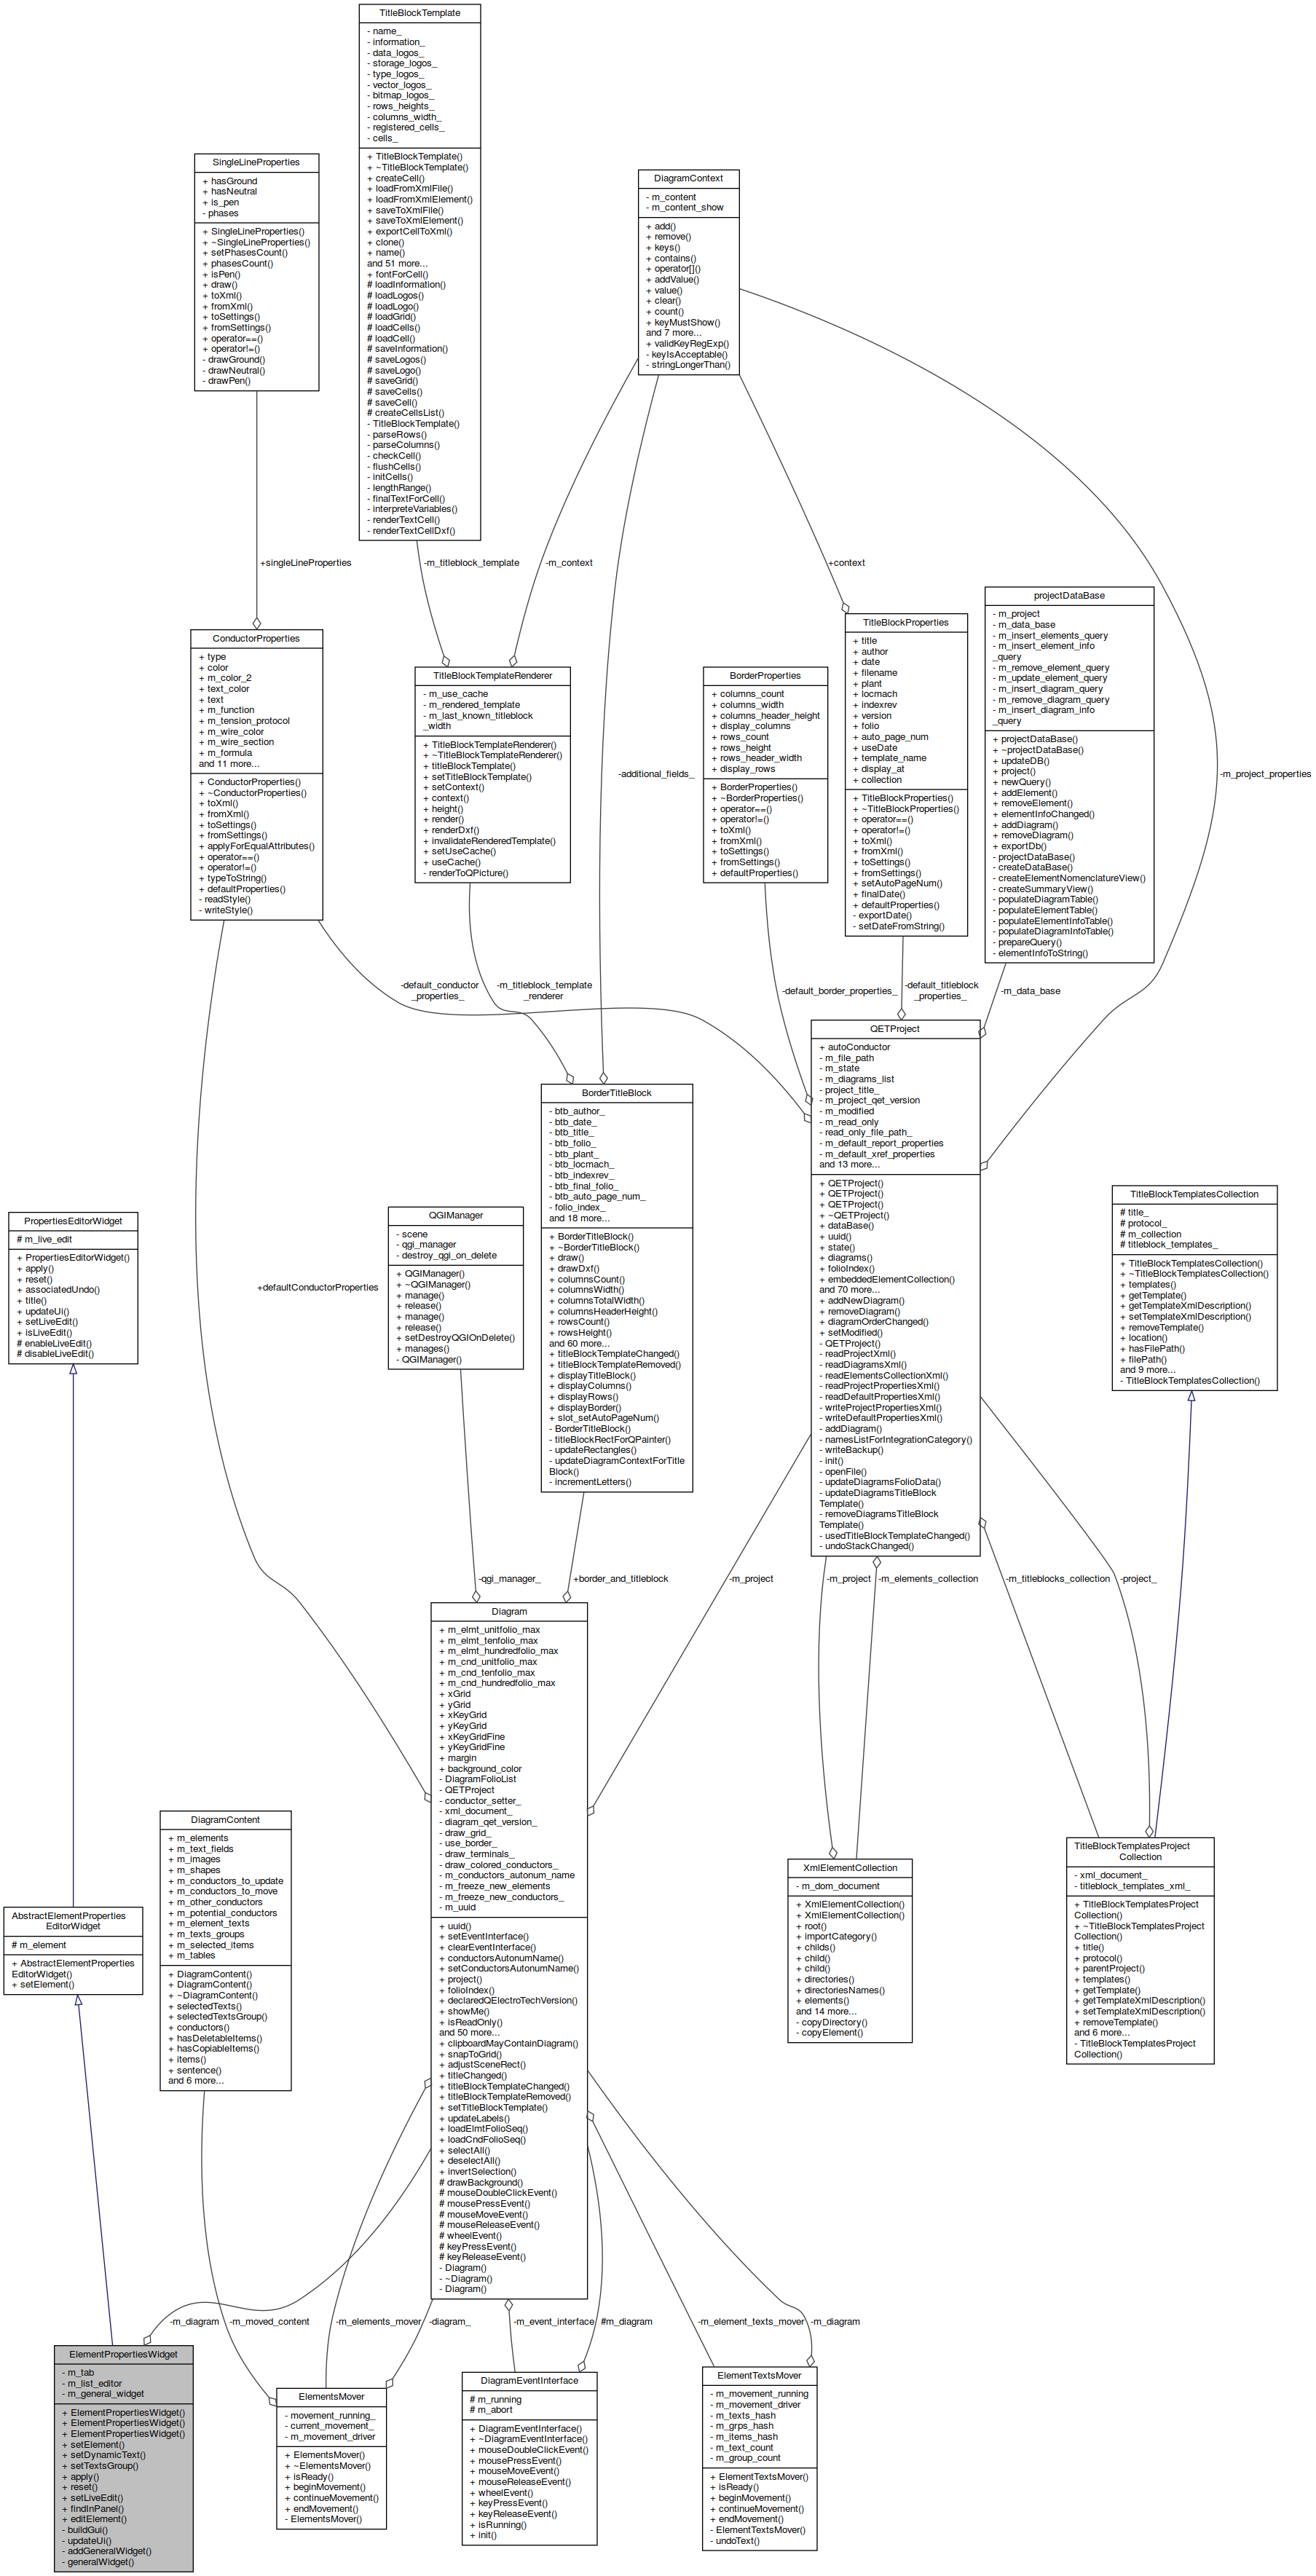 TitleBlockTemplate
- name_
- information_
- data_logos_
- storage_logos_
- type_logos_
- vector_logos_
- bitmap_logos_
- rows_heights_
- columns_width_
- registered_cells_
- cells_
+ TitleBlockTemplate()
+ ~TitleBlockTemplate()
+ createCell()
+ loadFromXmlFile()
+ loadFromXmlElement()
+ saveToXmlFile()
+ saveToXmlElement()
+ exportCellToXml()
+ clone()
+ name()
and 51 more...
+ fontForCell()
# loadInformation()
# loadLogos()
# loadLogo()
# loadGrid()
# loadCells()
# loadCell()
# saveInformation()
# saveLogos()
# saveLogo()
# saveGrid()
# saveCells()
# saveCell()
# createCellsList()
- TitleBlockTemplate()
- parseRows()
- parseColumns()
- checkCell()
- flushCells()
- initCells()
- lengthRange()
- finalTextForCell()
- interpreteVariables()
- renderTextCell()
- renderTextCellDxf()
SingleLineProperties
+ hasGround
+ hasNeutral
+ is_pen
- phases
+ SingleLineProperties()
+ ~SingleLineProperties()
+ setPhasesCount()
+ phasesCount()
+ isPen()
+ draw()
+ toXml()
+ fromXml()
+ toSettings()
+ fromSettings()
+ operator==()
+ operator!=()
- drawGround()
- drawNeutral()
- drawPen()
DiagramContext
- m_content
- m_content_show
+ add()
+ remove()
+ keys()
+ contains()
+ operator[]()
+ addValue()
+ value()
+ clear()
+ count()
+ keyMustShow()
and 7 more...
+ validKeyRegExp()
- keyIsAcceptable()
- stringLongerThan()
+singleLineProperties
-m_titleblock_template
-m_context
+context
projectDataBase
- m_project
- m_data_base
- m_insert_elements_query
- m_insert_element_info
_query
- m_remove_element_query
- m_update_element_query
- m_insert_diagram_query
- m_remove_diagram_query
- m_insert_diagram_info
_query
+ projectDataBase()
+ ~projectDataBase()
+ updateDB()
+ project()
+ newQuery()
+ addElement()
+ removeElement()
+ elementInfoChanged()
+ addDiagram()
+ removeDiagram()
+ exportDb()
- projectDataBase()
- createDataBase()
- createElementNomenclatureView()
- createSummaryView()
- populateDiagramTable()
- populateElementTable()
- populateElementInfoTable()
- populateDiagramInfoTable()
- prepareQuery()
- elementInfoToString()
ConductorProperties
+ type
+ color
+ m_color_2
+ text_color
+ text
+ m_function
+ m_tension_protocol
+ m_wire_color
+ m_wire_section
+ m_formula
and 11 more...
+ ConductorProperties()
+ ~ConductorProperties()
+ toXml()
+ fromXml()
+ toSettings()
+ fromSettings()
+ applyForEqualAttributes()
+ operator==()
+ operator!=()
+ typeToString()
+ defaultProperties()
- readStyle()
- writeStyle()
TitleBlockTemplateRenderer
- m_use_cache
- m_rendered_template
- m_last_known_titleblock
_width
+ TitleBlockTemplateRenderer()
+ ~TitleBlockTemplateRenderer()
+ titleBlockTemplate()
+ setTitleBlockTemplate()
+ setContext()
+ context()
+ height()
+ render()
+ renderDxf()
+ invalidateRenderedTemplate()
+ setUseCache()
+ useCache()
- renderToQPicture()
-additional_fields_
BorderProperties
+ columns_count
+ columns_width
+ columns_header_height
+ display_columns
+ rows_count
+ rows_height
+ rows_header_width
+ display_rows
+ BorderProperties()
+ ~BorderProperties()
+ operator==()
+ operator!=()
+ toXml()
+ fromXml()
+ toSettings()
+ fromSettings()
+ defaultProperties()
TitleBlockProperties
+ title
+ author
+ date
+ filename
+ plant
+ locmach
+ indexrev
+ version
+ folio
+ auto_page_num
+ useDate
+ template_name
+ display_at
+ collection
+ TitleBlockProperties()
+ ~TitleBlockProperties()
+ operator==()
+ operator!=()
+ toXml()
+ fromXml()
+ toSettings()
+ fromSettings()
+ setAutoPageNum()
+ finalDate()
+ defaultProperties()
- exportDate()
- setDateFromString()
-m_project_properties
-default_conductor
_properties_
-m_titleblock_template
_renderer
-default_border_properties_
-default_titleblock
_properties_
-m_data_base
QETProject
+ autoConductor
- m_file_path
- m_state
- m_diagrams_list
- project_title_
- m_project_qet_version
- m_modified
- m_read_only
- read_only_file_path_
- m_default_report_properties
- m_default_xref_properties
and 13 more...
+ QETProject()
+ QETProject()
+ QETProject()
+ ~QETProject()
+ dataBase()
+ uuid()
+ state()
+ diagrams()
+ folioIndex()
+ embeddedElementCollection()
and 70 more...
+ addNewDiagram()
+ removeDiagram()
+ diagramOrderChanged()
+ setModified()
- QETProject()
- readProjectXml()
- readDiagramsXml()
- readElementsCollectionXml()
- readProjectPropertiesXml()
- readDefaultPropertiesXml()
- writeProjectPropertiesXml()
- writeDefaultPropertiesXml()
- addDiagram()
- namesListForIntegrationCategory()
- writeBackup()
- init()
- openFile()
- updateDiagramsFolioData()
- updateDiagramsTitleBlock
Template()
- removeDiagramsTitleBlock
Template()
- usedTitleBlockTemplateChanged()
- undoStackChanged()
BorderTitleBlock
- btb_author_
- btb_date_
- btb_title_
- btb_folio_
- btb_plant_
- btb_locmach_
- btb_indexrev_
- btb_final_folio_
- btb_auto_page_num_
- folio_index_
and 18 more...
+ BorderTitleBlock()
+ ~BorderTitleBlock()
+ draw()
+ drawDxf()
+ columnsCount()
+ columnsWidth()
+ columnsTotalWidth()
+ columnsHeaderHeight()
+ rowsCount()
+ rowsHeight()
and 60 more...
+ titleBlockTemplateChanged()
+ titleBlockTemplateRemoved()
+ displayTitleBlock()
+ displayColumns()
+ displayRows()
+ displayBorder()
+ slot_setAutoPageNum()
- BorderTitleBlock()
- titleBlockRectForQPainter()
- updateRectangles()
- updateDiagramContextForTitle
Block()
- incrementLetters()
PropertiesEditorWidget
# m_live_edit
+ PropertiesEditorWidget()
+ apply()
+ reset()
+ associatedUndo()
+ title()
+ updateUi()
+ setLiveEdit()
+ isLiveEdit()
# enableLiveEdit()
# disableLiveEdit()
+defaultConductorProperties
QGIManager
- scene
- qgi_manager
- destroy_qgi_on_delete
+ QGIManager()
+ ~QGIManager()
+ manage()
+ release()
+ manage()
+ release()
+ setDestroyQGIOnDelete()
+ manages()
- QGIManager()
TitleBlockTemplatesCollection
# title_
# protocol_
# m_collection
# titleblock_templates_
+ TitleBlockTemplatesCollection()
+ ~TitleBlockTemplatesCollection()
+ templates()
+ getTemplate()
+ getTemplateXmlDescription()
+ setTemplateXmlDescription()
+ removeTemplate()
+ location()
+ hasFilePath()
+ filePath()
and 9 more...
- TitleBlockTemplatesCollection()
-qgi_manager_
+border_and_titleblock
-m_project
-m_project
-m_elements_collection
-m_titleblocks_collection
-project_
Diagram
+ m_elmt_unitfolio_max
+ m_elmt_tenfolio_max
+ m_elmt_hundredfolio_max
+ m_cnd_unitfolio_max
+ m_cnd_tenfolio_max
+ m_cnd_hundredfolio_max
+ xGrid
+ yGrid
+ xKeyGrid
+ yKeyGrid
+ xKeyGridFine
+ yKeyGridFine
+ margin
+ background_color
- DiagramFolioList
- QETProject
- conductor_setter_
- xml_document_
- diagram_qet_version_
- draw_grid_
- use_border_
- draw_terminals_
- draw_colored_conductors_
- m_conductors_autonum_name
- m_freeze_new_elements
- m_freeze_new_conductors_
- m_uuid
+ uuid()
+ setEventInterface()
+ clearEventInterface()
+ conductorsAutonumName()
+ setConductorsAutonumName()
+ project()
+ folioIndex()
+ declaredQElectroTechVersion()
+ showMe()
+ isReadOnly()
and 50 more...
+ clipboardMayContainDiagram()
+ snapToGrid()
+ adjustSceneRect()
+ titleChanged()
+ titleBlockTemplateChanged()
+ titleBlockTemplateRemoved()
+ setTitleBlockTemplate()
+ updateLabels()
+ loadElmtFolioSeq()
+ loadCndFolioSeq()
+ selectAll()
+ deselectAll()
+ invertSelection()
# drawBackground()
# mouseDoubleClickEvent()
# mousePressEvent()
# mouseMoveEvent()
# mouseReleaseEvent()
# wheelEvent()
# keyPressEvent()
# keyReleaseEvent()
- Diagram()
- ~Diagram()
- Diagram()
DiagramContent
+ m_elements
+ m_text_fields
+ m_images
+ m_shapes
+ m_conductors_to_update
+ m_conductors_to_move
+ m_other_conductors
+ m_potential_conductors
+ m_element_texts
+ m_texts_groups
+ m_selected_items
+ m_tables
+ DiagramContent()
+ DiagramContent()
+ ~DiagramContent()
+ selectedTexts()
+ selectedTextsGroup()
+ conductors()
+ hasDeletableItems()
+ hasCopiableItems()
+ items()
+ sentence()
and 6 more...
AbstractElementProperties
EditorWidget
# m_element
+ AbstractElementProperties
EditorWidget()
+ setElement()
XmlElementCollection
- m_dom_document
+ XmlElementCollection()
+ XmlElementCollection()
+ root()
+ importCategory()
+ childs()
+ child()
+ child()
+ directories()
+ directoriesNames()
+ elements()
and 14 more...
- copyDirectory()
- copyElement()
TitleBlockTemplatesProject
Collection
- xml_document_
- titleblock_templates_xml_
+ TitleBlockTemplatesProject
Collection()
+ ~TitleBlockTemplatesProject
Collection()
+ title()
+ protocol()
+ parentProject()
+ templates()
+ getTemplate()
+ getTemplateXmlDescription()
+ setTemplateXmlDescription()
+ removeTemplate()
and 6 more...
- TitleBlockTemplatesProject
Collection()
-m_diagram
-m_moved_content
-m_elements_mover
-diagram_
-m_event_interface
#m_diagram
-m_element_texts_mover
-m_diagram
ElementPropertiesWidget
- m_tab
- m_list_editor
- m_general_widget
+ ElementPropertiesWidget()
+ ElementPropertiesWidget()
+ ElementPropertiesWidget()
+ setElement()
+ setDynamicText()
+ setTextsGroup()
+ apply()
+ reset()
+ setLiveEdit()
+ findInPanel()
+ editElement()
- buildGui()
- updateUi()
- addGeneralWidget()
- generalWidget()
ElementsMover
- movement_running_
- current_movement_
- m_movement_driver
+ ElementsMover()
+ ~ElementsMover()
+ isReady()
+ beginMovement()
+ continueMovement()
+ endMovement()
- ElementsMover()
DiagramEventInterface
# m_running
# m_abort
+ DiagramEventInterface()
+ ~DiagramEventInterface()
+ mouseDoubleClickEvent()
+ mousePressEvent()
+ mouseMoveEvent()
+ mouseReleaseEvent()
+ wheelEvent()
+ keyPressEvent()
+ keyReleaseEvent()
+ isRunning()
+ init()
ElementTextsMover
- m_movement_running
- m_movement_driver
- m_texts_hash
- m_grps_hash
- m_items_hash
- m_text_count
- m_group_count
+ ElementTextsMover()
+ isReady()
+ beginMovement()
+ continueMovement()
+ endMovement()
- ElementTextsMover()
- undoText()